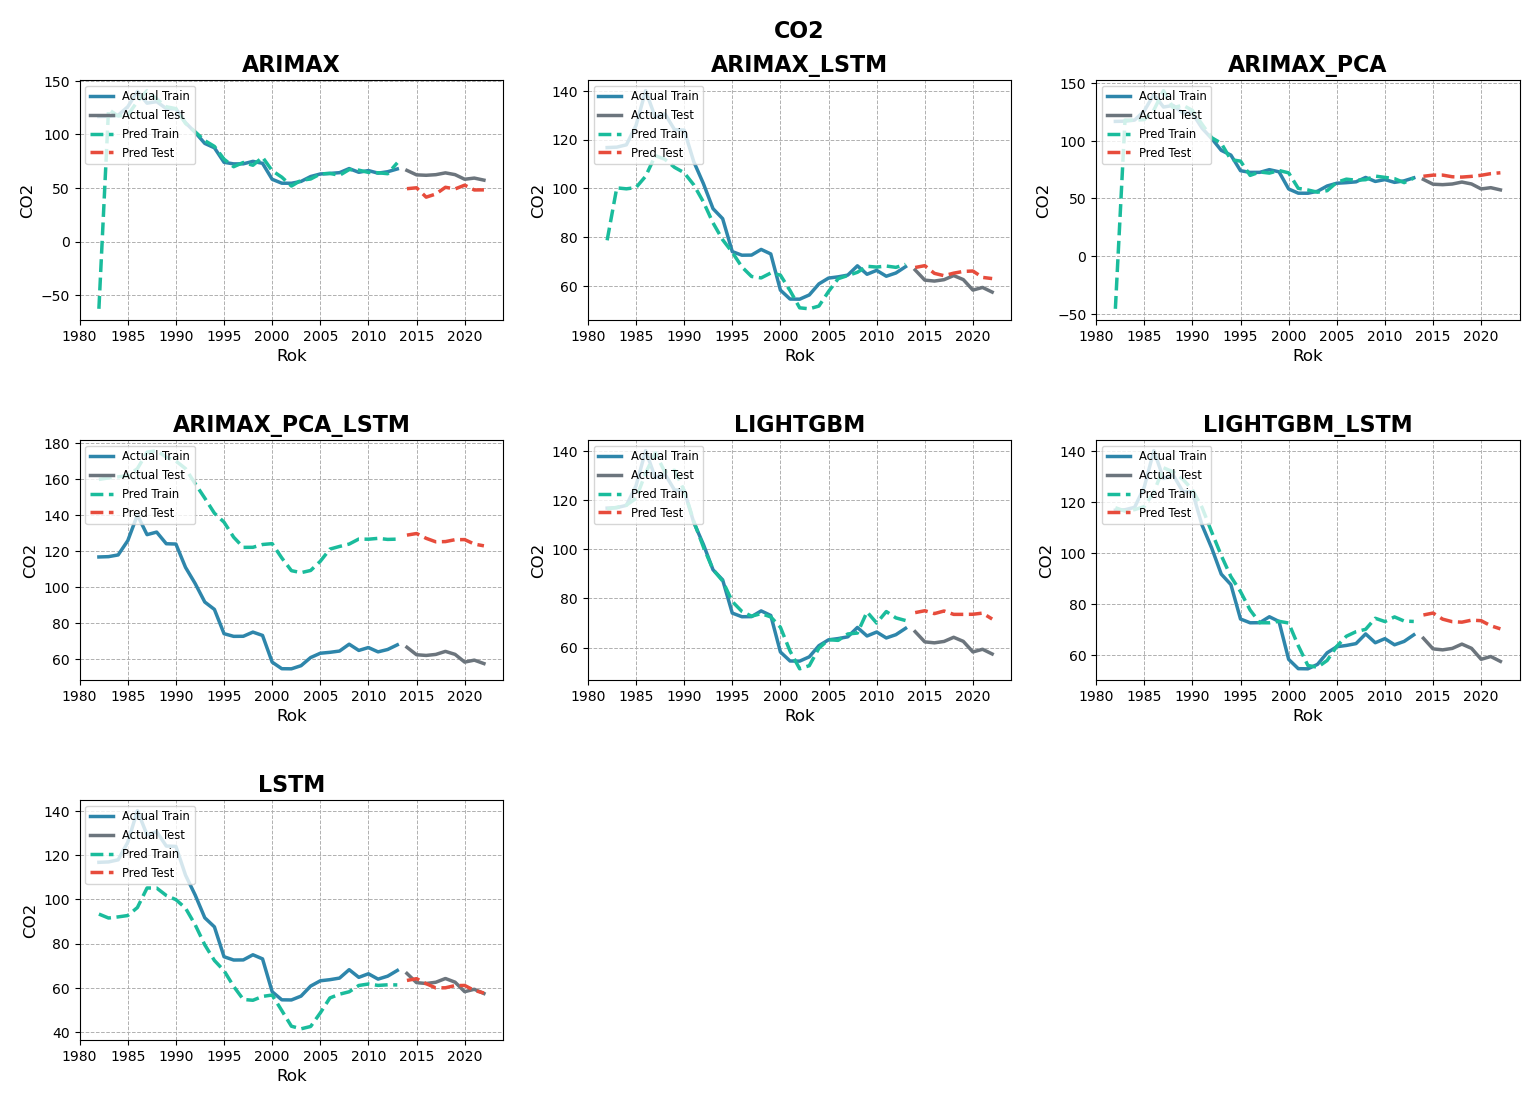 CO2
ARIMAX
CO2
150
100
50
0
−50
Actual Train
Actual Test
Pred Train
Pred Test
1980 1985 1990 1995 2000 2005 2010 2015 2020
Rok
ARIMAX_LSTM
CO2
140
120
100
80
60
Actual Train
Actual Test
Pred Train
Pred Test
1980 1985 1990 1995 2000 2005 2010 2015 2020
Rok
ARIMAX_PCA
CO2
150
100
50
0
−50
Actual Train
Actual Test
Pred Train
Pred Test
1980 1985 1990 1995 2000 2005 2010 2015 2020
Rok
ARIMAX_PCA_LSTM
CO2
180
160
140
120
100
80
60
Actual Train
Actual Test
Pred Train
Pred Test
1980 1985 1990 1995 2000 2005 2010 2015 2020
Rok
LIGHTGBM
CO2
140
120
100
80
60
Actual Train
Actual Test
Pred Train
Pred Test
1980 1985 1990 1995 2000 2005 2010 2015 2020
Rok
LIGHTGBM_LSTM
CO2
140
120
100
80
60
Actual Train
Actual Test
Pred Train
Pred Test
1980 1985 1990 1995 2000 2005 2010 2015 2020
Rok
LSTM
CO2
140
120
100
80
60
40
Actual Train
Actual Test
Pred Train
Pred Test
1980 1985 1990 1995 2000 2005 2010 2015 2020
Rok